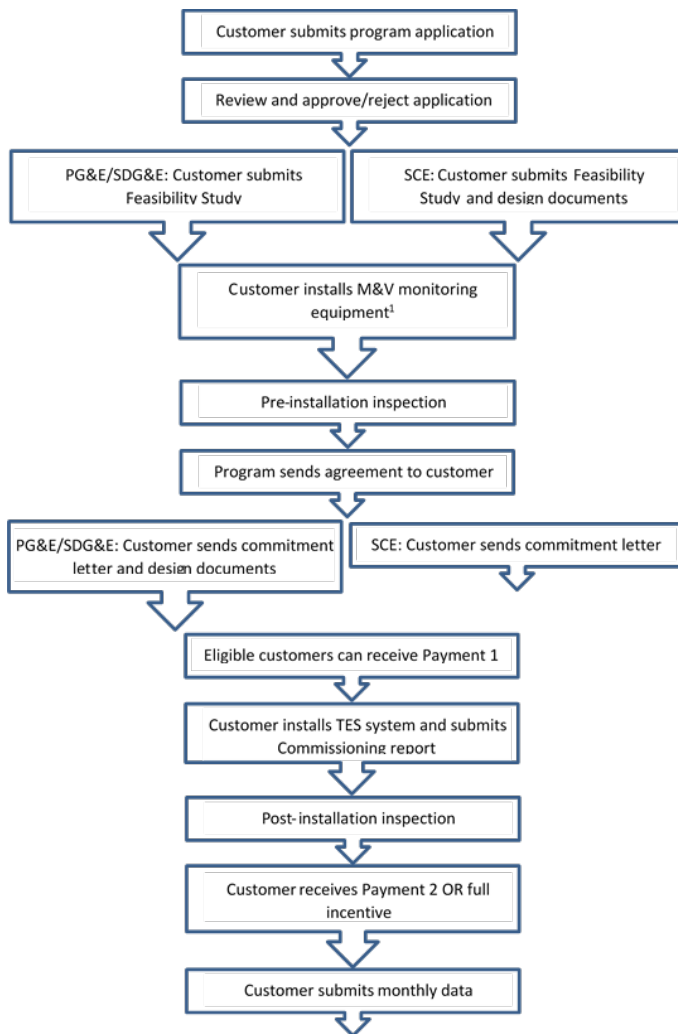 Customer submits program application
Review and approve/reject application
PG&E/SDG&E: Customer submits
Feasibility Study
SCE: Customer submits Feasibility
Study and design documents
Customer installs M&V monitoring
equipment¹
Pre-installation inspection
Program sends agreement to customer
PG&E/SDG&E: Customer sends commitment
letter and design documents
SCE: Customer sends commitment letter
Eligible customers can receive Payment 1
Customer installs TES system and submits
Commissioning report
Post-installation inspection
Customer receives Payment 2 OR full
incentive
Customer submits monthly data